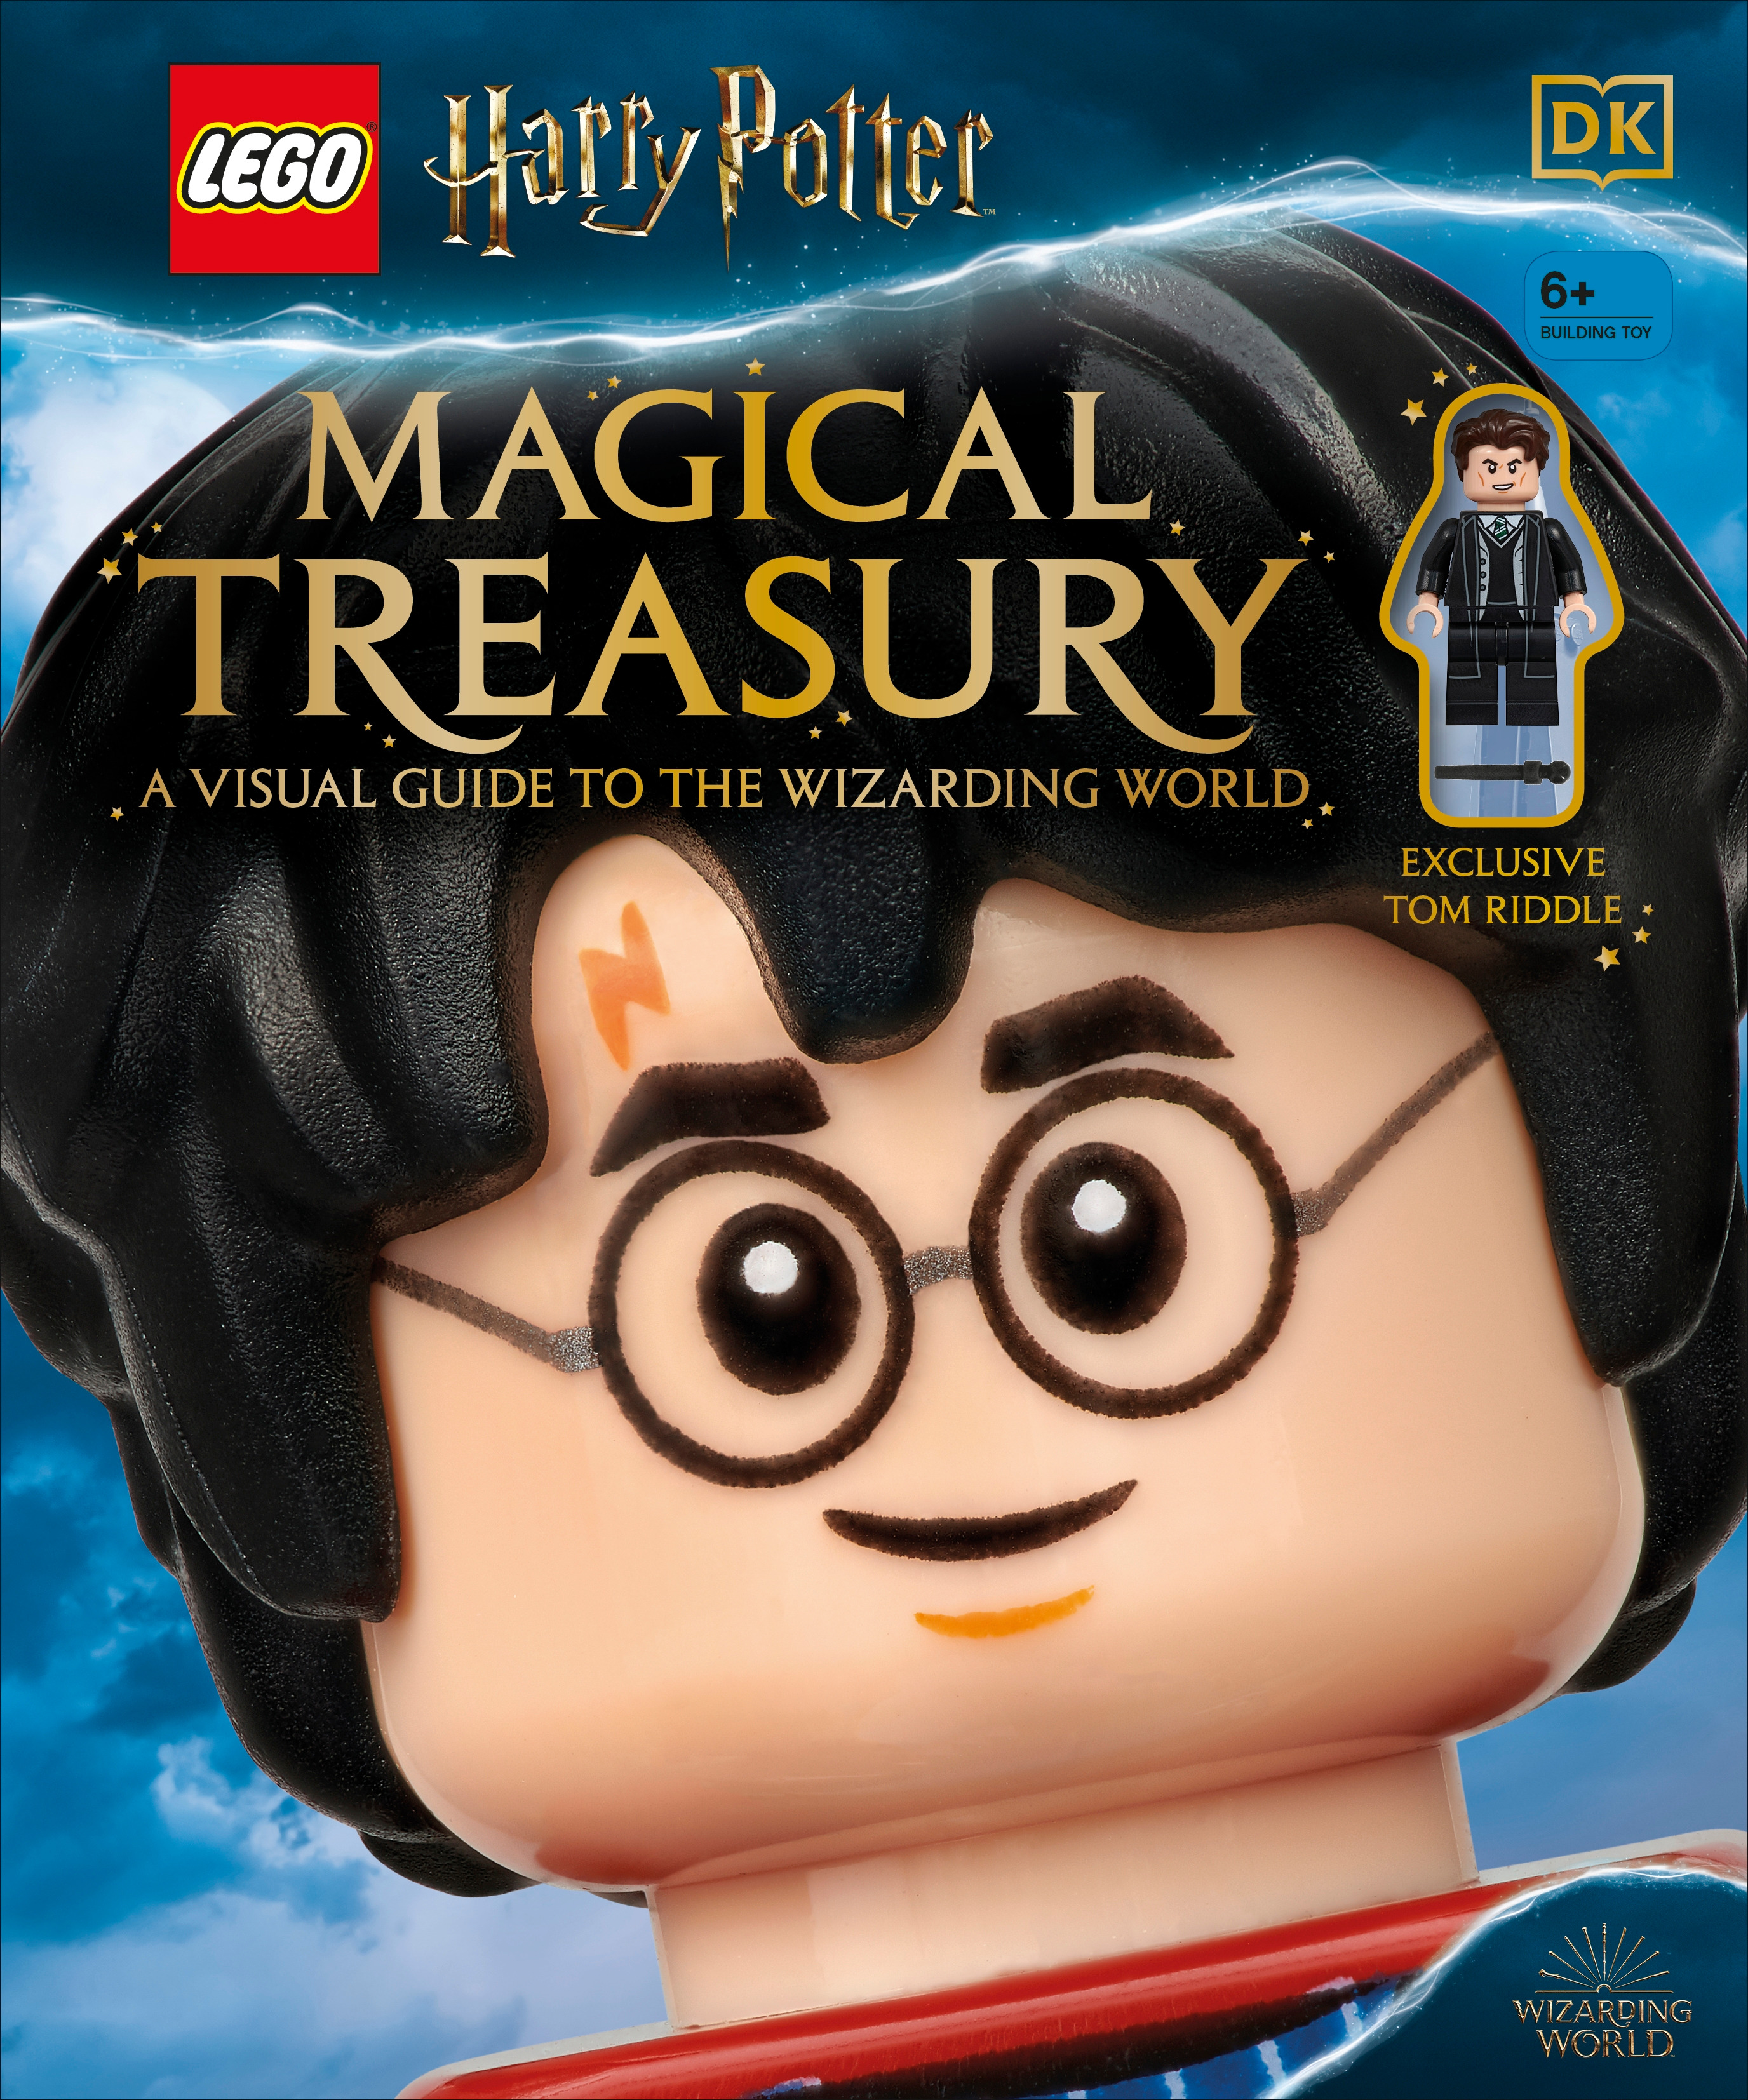 LEGO®
Harry Potter™
DK
6+
BUILDING TOY
MAGICAL
TREASURY
A VISUAL GUIDE TO THE WIZARDING WORLD
EXCLUSIVE
TOM RIDDLE
WIZARDING
WORLD